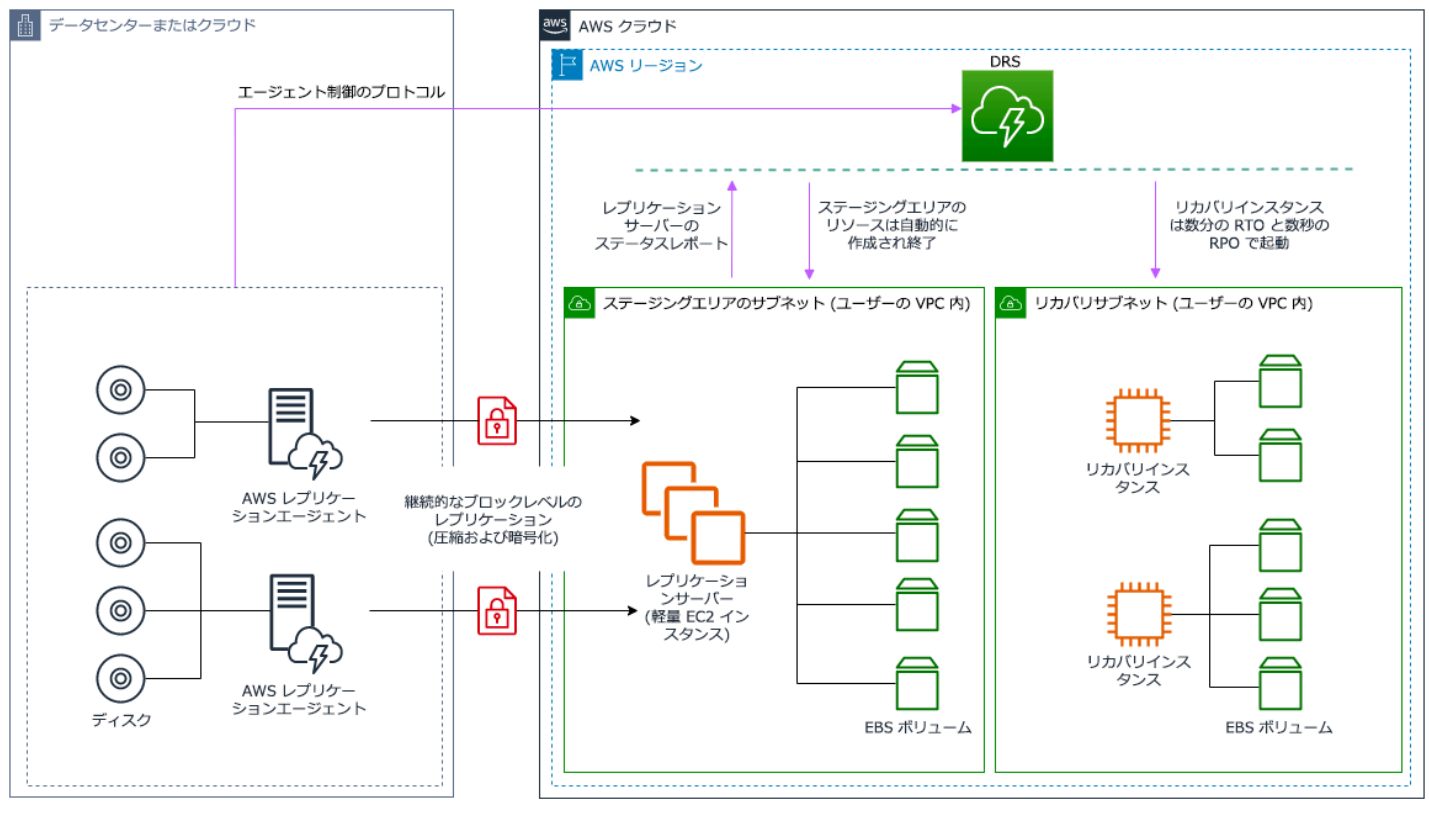 データセンターまたはクラウド
aws
AWS クラウド
AWS リージョン
DRS
エージェント制御のプロトコル
レプリケーション
サーバーの
ステータスレポート
ステージングエリアの
リソースは自動的に
作成され終了
リカバリインスタンス
は数分の RTO と数秒の
RPO で起動
ステージングエリアのサブネット (ユーザーの VPC 内)
リカバリサブネット (ユーザーの VPC 内)
AWS レプリケー
ションエージェント
継続的なブロックレベルの
レプリケーション
(圧縮および暗号化)
リカバリインス
タンス
レプリケーショ
ンサーバー
(軽量 EC2 イン
スタンス)
リカバリインス
タンス
AWS レプリケー
ションエージェント
ディスク
EBS ボリューム
EBS ボリューム